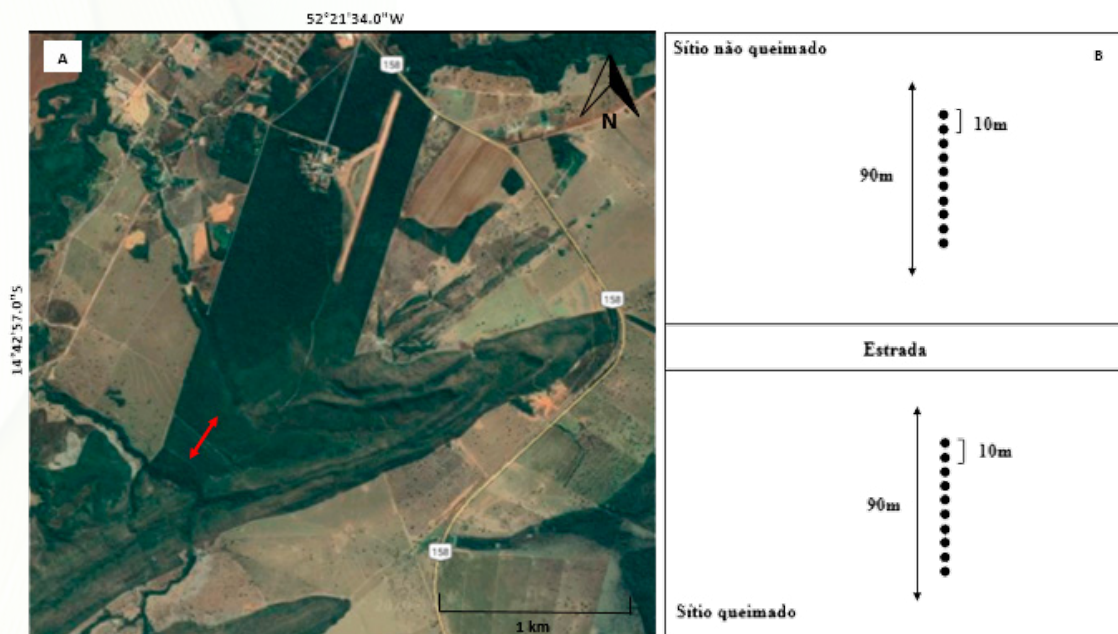 52°21'34.0"W
A
158
N
158
14°42'57.0"S
158
1 km
Sítio não queimado
B
10m
90m
Estrada
10m
90m
Sítio queimado